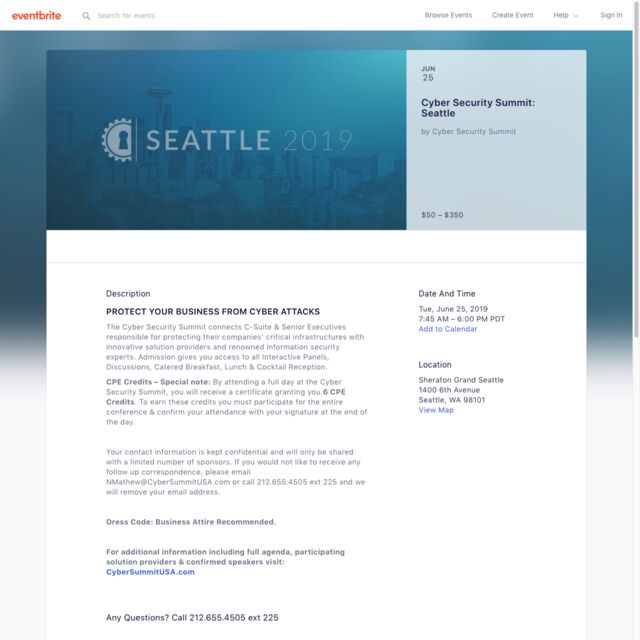 eventbrite
Search for events
Browse Events
Create Event
Help
Sign In
SEATTLE 2019
JUN
25
Cyber Security Summit:
Seattle
by Cyber Security Summit
$50 – $350
Description
PROTECT YOUR BUSINESS FROM CYBER ATTACKS
The Cyber Security Summit connects C-Suite & Senior Executives
responsible for protecting their companies' critical infrastructures with
innovative solution providers and renowned information security
experts. Admission gives you access to all Interactive Panels,
Discussions, Catered Breakfast, Lunch & Cocktail Reception.
CPE Credits – Special note: By attending a full day at the Cyber
Security Summit, you will receive a certificate granting you 6 CPE
Credits. To earn these credits you must participate for the entire
conference & confirm your attendance with your signature at the end of
the day.
Your contact information is kept confidential and will only be shared
with a limited number of sponsors. If you would not like to receive any
follow up correspondence, please email
NMathew@CyberSummitUSA.com or call 212.655.4505 ext 225 and we
will remove your email address.
Dress Code: Business Attire Recommended.
For additional information including full agenda, participating
solution providers & confirmed speakers visit:
CyberSummitUSA.com
Any Questions? Call 212.655.4505 ext 225
Date And Time
Tue, June 25, 2019
7:45 AM – 6:00 PM PDT
Add to Calendar
Location
Sheraton Grand Seattle
1400 6th Avenue
Seattle, WA 98101
View Map